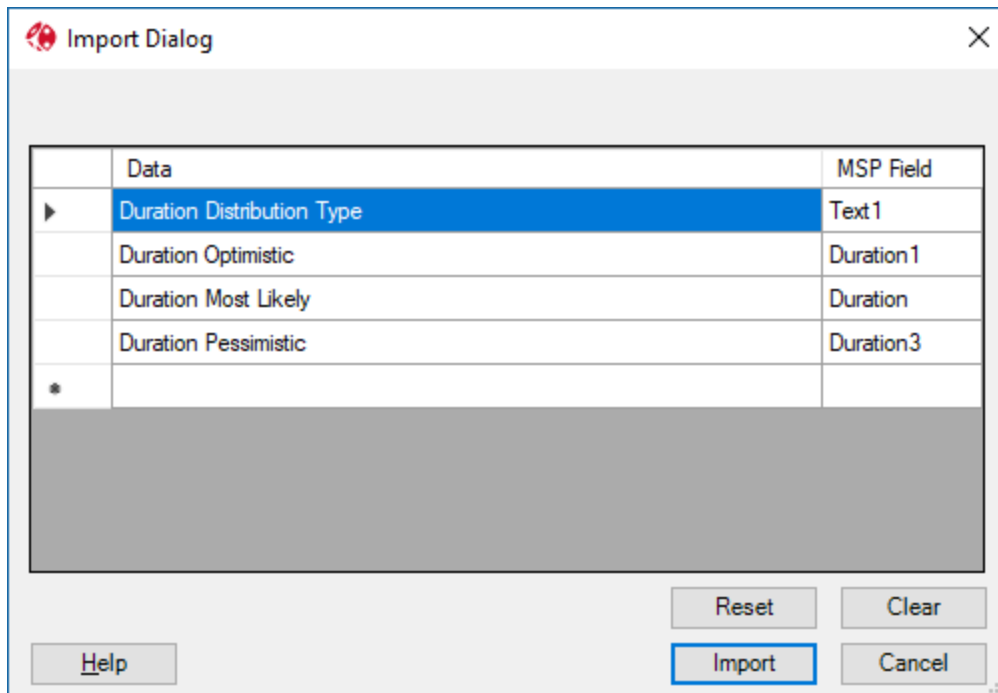 Import Dialog
Data MSP Field
Duration Distribution Type Text1
Duration Optimistic Duration1
Duration Most Likely Duration
Duration Pessimistic Duration3
Reset Clear
Help Import Cancel